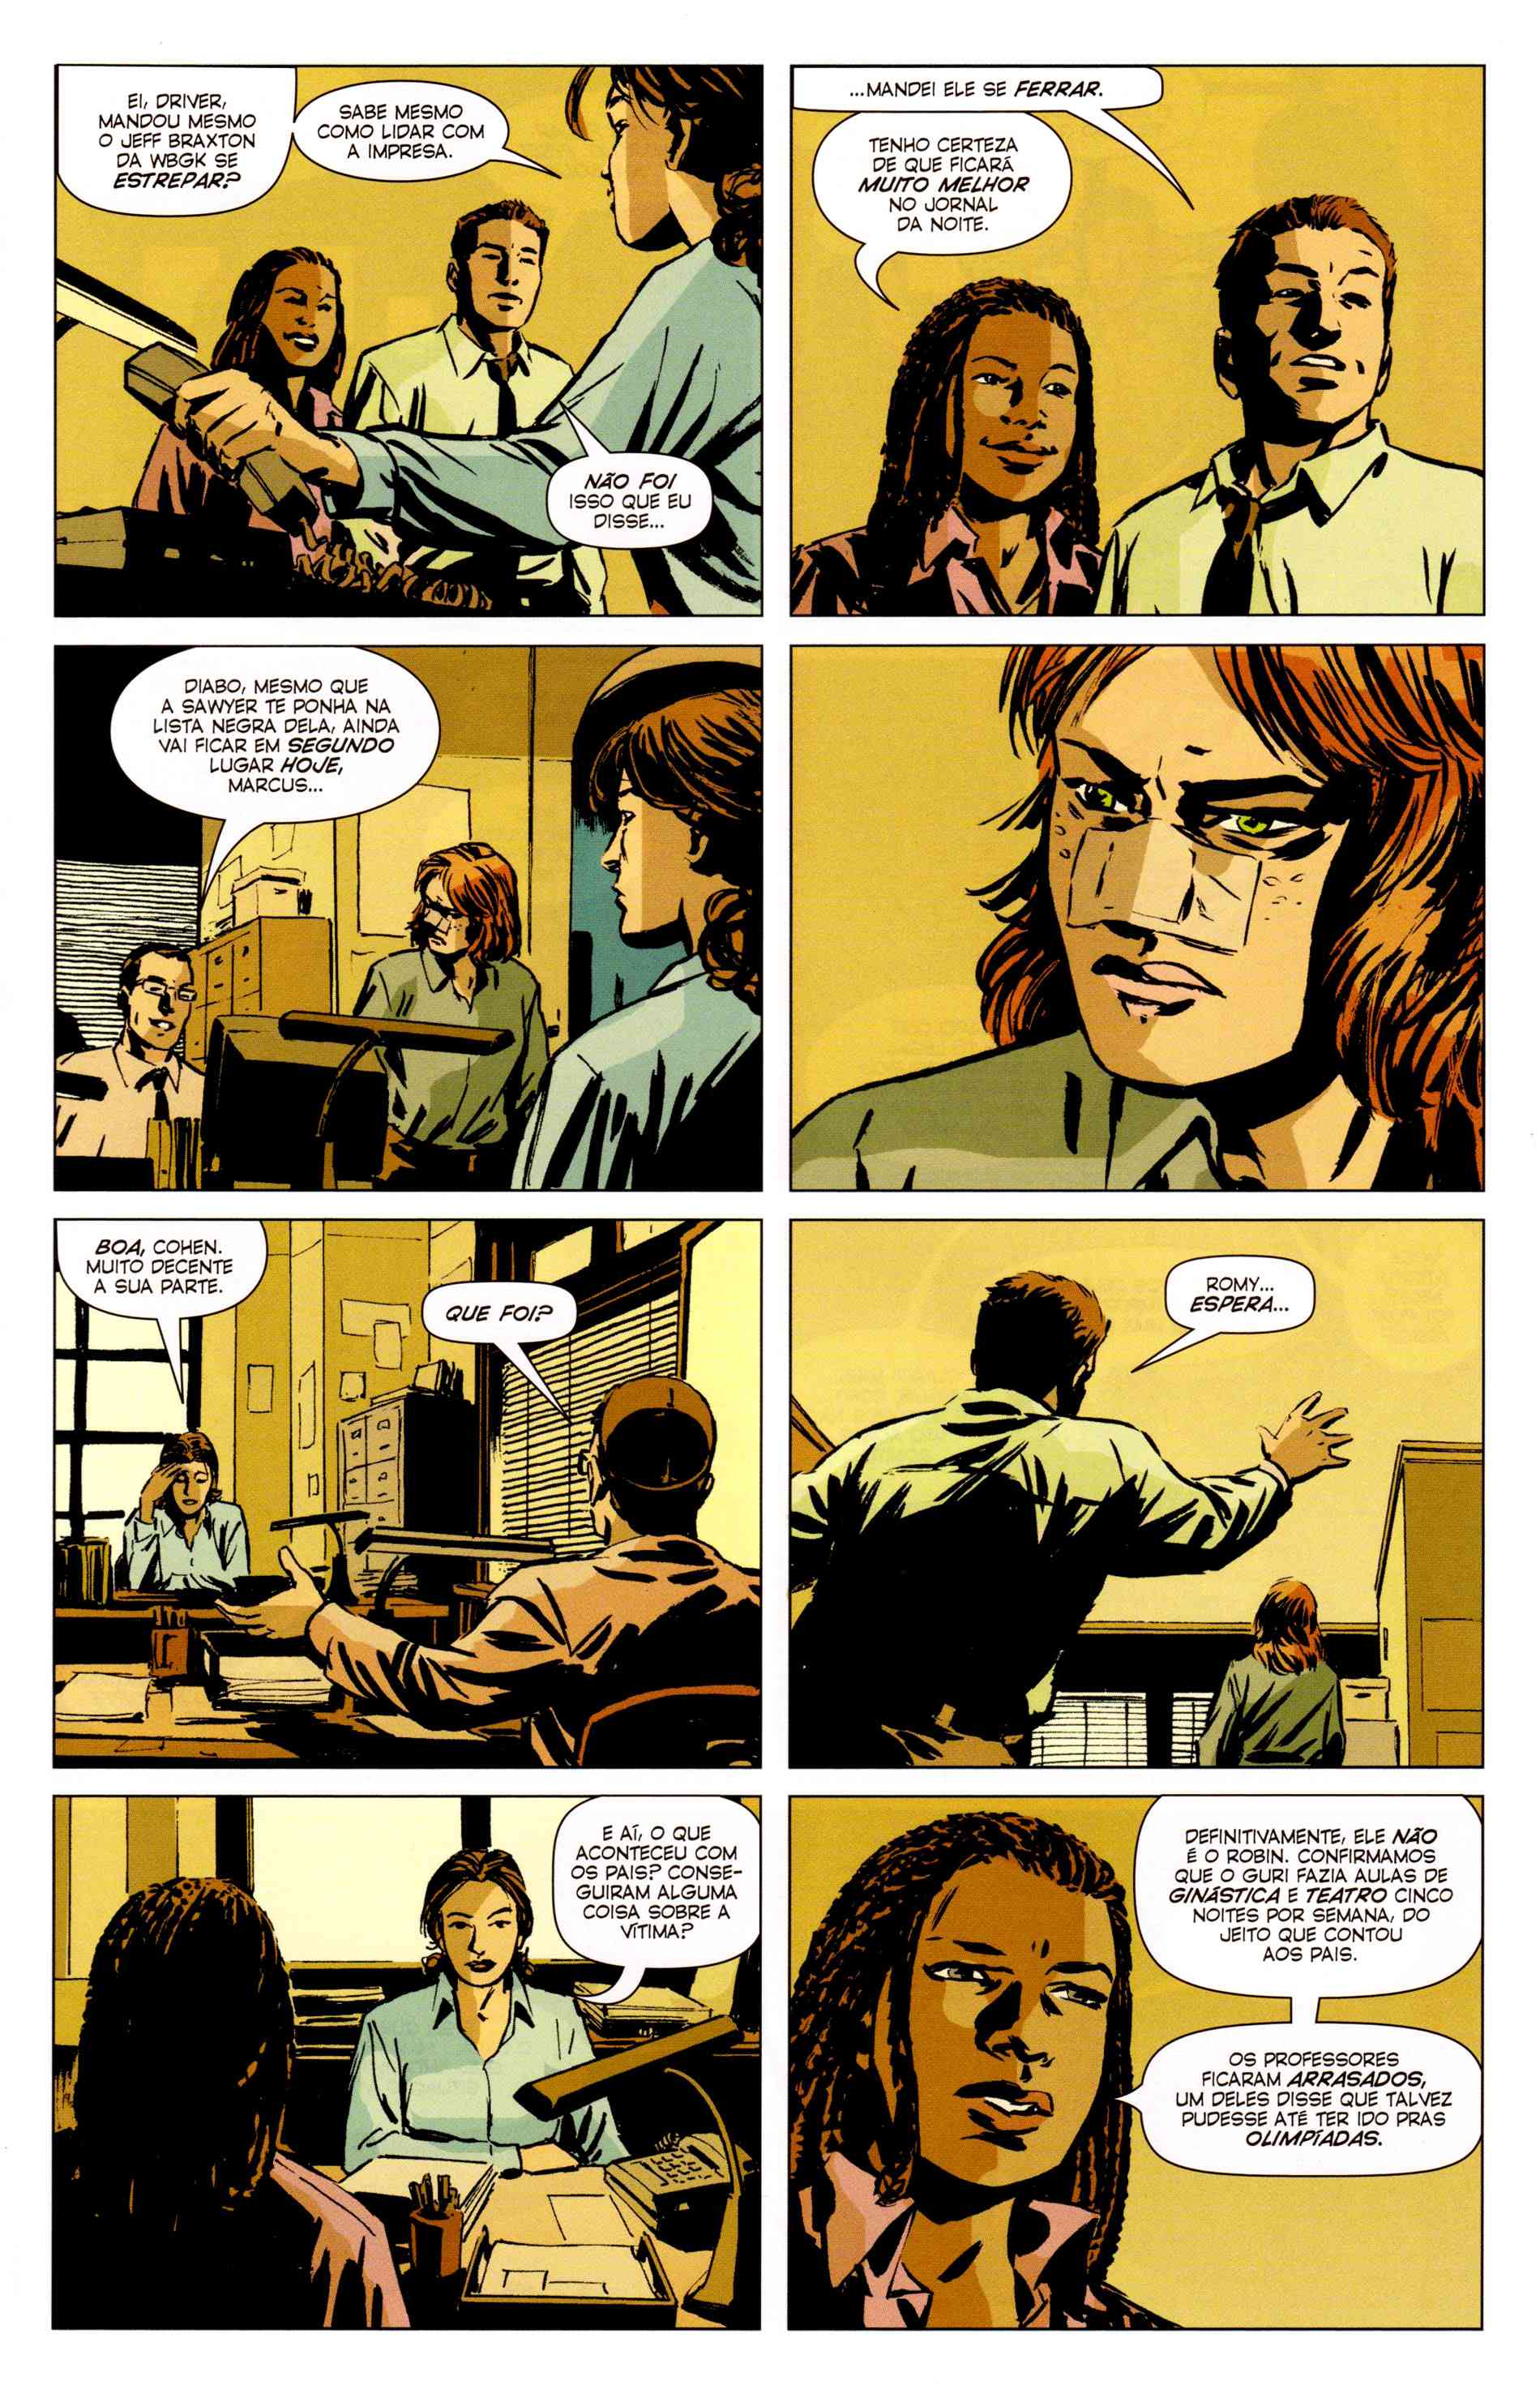 EI, DRIVER,
MANDOU MESMO
O JEFF BRAXTON
DA WBGK SE
ESTREPAR?
SABE MESMO
COMO LIDAR COM
A IMPRESA.
NÃO FOI
ISSO QUE EU
DISSE...
...MANDEI ELE SE FERRAR.
TENHO CERTEZA
DE QUE FICARÁ
MUITO MELHOR
NO JORNAL
DA NOITE.
DIABO, MESMO QUE
A SAWYER TE PONHA NA
LISTA NEGRA DELA, AINDA
VAI FICAR EM SEGUNDO
LUGAR HOJE,
MARCUS...
BOA, COHEN.
MUITO DECENTE
A SUA PARTE.
QUE FOI?
ROMY...
ESPERA...
E AÍ, O QUE
ACONTECEU COM
OS PAIS? CONSE-
GUIRAM ALGUMA
COISA SOBRE A
VÍTIMA?
DEFINITIVAMENTE, ELE NÃO
É O ROBIN. CONFIRMAMOS
QUE O GURI FAZIA AULAS DE
GINÁSTICA E TEATRO CINCO
NOITES POR SEMANA, DO
JEITO QUE CONTOU
AOS PAIS.
OS PROFESSORES
FICARAM ARRASADOS,
UM DELES DISSE QUE TALVEZ
PUDESSE ATÉ TER IDO PRAS
OLIMPÍADAS.